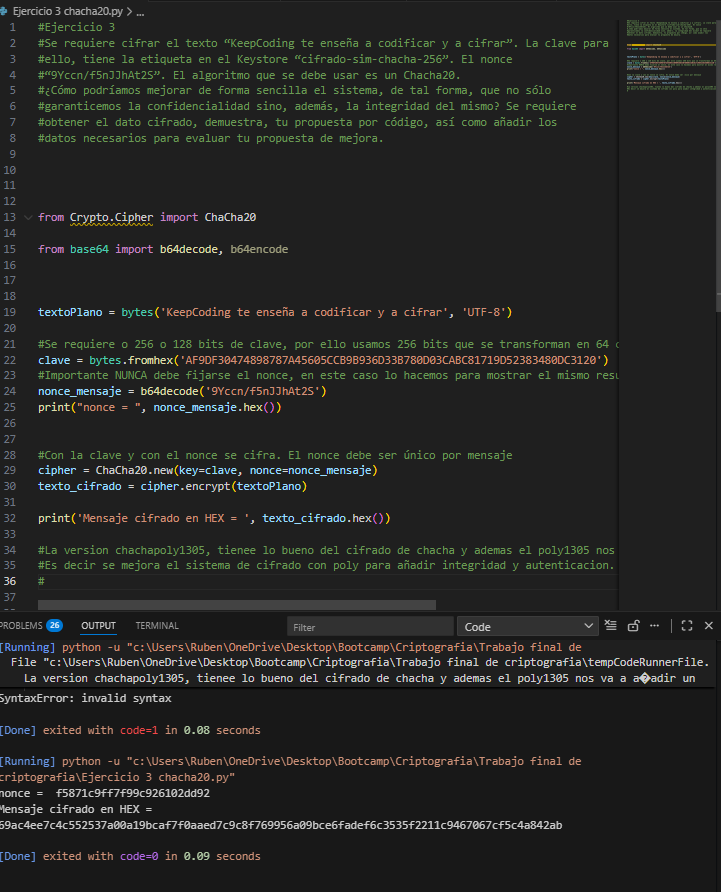 Ejercicio 3 chacha20.py > ...
1 #Ejercicio 3
2 #Se requiere cifrar el texto “KeepCoding te enseña a codificar y a cifrar”. La clave para
3 #ello, tiene la etiqueta en el Keystore “cifrado-sim-chacha-256”. El nonce
4 #“9Yccn/f5nJJhAt2S”. El algoritmo que se debe usar es un Chacha20.
5 #¿Cómo podríamos mejorar de forma sencilla el sistema, de tal forma, que no sólo
6 #garanticemos la confidencialidad sino, además, la integridad del mismo? Se requiere
7 #obtener el dato cifrado, demuestra, tu propuesta por código, así como añadir los
8 #datos necesarios para evaluar tu propuesta de mejora.
9
10
11
12
13 from Crypto.Cipher import ChaCha20
14
15 from base64 import b64decode, b64encode
16
17
18
19 textoPlano = bytes('KeepCoding te enseña a codificar y a cifrar', 'UTF-8')
20
21 #Se requiere o 256 o 128 bits de clave, por ello usamos 256 bits que se transforman en 64 c
22 clave = bytes.fromhex('AF9DF30474898787A45605CCB9B936D33B780D03CABC81719D52383480DC3120')
23 #Importante NUNCA debe fijarse el nonce, en este caso lo hacemos para mostrar el mismo resu
24 nonce_mensaje = b64decode('9Yccn/f5nJJhAt2S')
25 print("nonce = ", nonce_mensaje.hex())
26
27
28 #Con la clave y con el nonce se cifra. El nonce debe ser único por mensaje
29 cipher = ChaCha20.new(key=clave, nonce=nonce_mensaje)
30 texto_cifrado = cipher.encrypt(textoPlano)
31
32 print('Mensaje cifrado en HEX = ', texto_cifrado.hex())
33
34 #La version chachapoly1305, tienee lo bueno del cifrado de chacha y ademas el poly1305 nos
35 #Es decir se mejora el sistema de cifrado con poly para añadir integridad y autenticacion.
36 #
37
PROBLEMS 26 OUTPUT TERMINAL Filter Code
[Running] python -u "c:\Users\Ruben\OneDrive\Desktop\Bootcamp\Criptografia\Trabajo final de
File "c:\Users\Ruben\OneDrive\Desktop\Bootcamp\Criptografia\Trabajo final de criptografia\tempCodeRunnerFile.
La version chachapoly1305, tienee lo bueno del cifrado de chacha y ademas el poly1305 nos va a a�adir un
SyntaxError: invalid syntax
[Done] exited with code=1 in 0.08 seconds
[Running] python -u "c:\Users\Ruben\OneDrive\Desktop\Bootcamp\Criptografia\Trabajo final de
criptografia\Ejercicio 3 chacha20.py"
nonce =  f5871c9ff7f99c926102dd92
Mensaje cifrado en HEX =
69ac4ee7c4c552537a00a19bcaf7f0aaed7c9c8f769956a09bce6fadef6c3535f2211c9467067cf5c4a842ab
[Done] exited with code=0 in 0.09 seconds